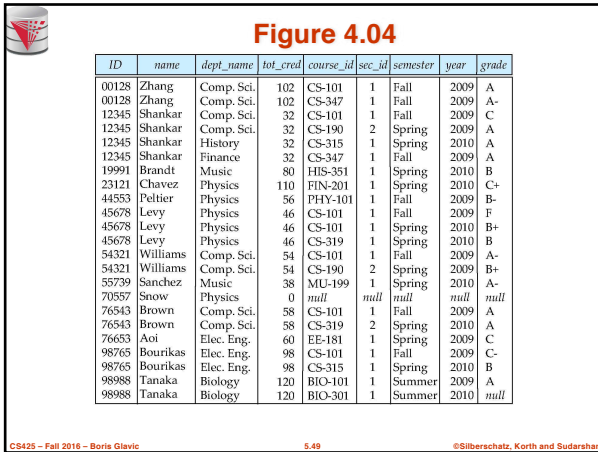 Figure 4.04
ID name dept_name tot_cred course_id sec_id semester year grade
00128 Zhang Comp. Sci. 102 CS-101 1 Fall 2009 A
00128 Zhang Comp. Sci. 102 CS-347 1 Fall 2009 A-
12345 Shankar Comp. Sci. 32 CS-101 1 Fall 2009 C
12345 Shankar Comp. Sci. 32 CS-190 2 Spring 2009 A
12345 Shankar History 32 CS-315 1 Spring 2010 A
12345 Shankar Finance 32 CS-347 1 Fall 2009 A
19991 Brandt Music 80 HIS-351 1 Spring 2010 B
23121 Chavez Physics 110 FIN-201 1 Spring 2010 C+
44553 Peltier Physics 56 PHY-101 1 Fall 2009 B-
45678 Levy Physics 46 CS-101 1 Fall 2009 F
45678 Levy Physics 46 CS-101 1 Spring 2010 B+
45678 Levy Physics 46 CS-319 1 Spring 2010 B
54321 Williams Comp. Sci. 54 CS-101 1 Fall 2009 A-
54321 Williams Comp. Sci. 54 CS-190 2 Spring 2009 B+
55739 Sanchez Music 38 MU-199 1 Spring 2010 A-
70557 Snow Physics 0 null null null null null
76543 Brown Comp. Sci. 58 CS-101 1 Fall 2009 A
76543 Brown Comp. Sci. 58 CS-319 2 Spring 2010 A
76653 Aoi Elec. Eng. 60 EE-181 1 Spring 2009 C
98765 Bourikas Elec. Eng. 98 CS-101 1 Fall 2009 C-
98765 Bourikas Elec. Eng. 98 CS-315 1 Spring 2010 B
98988 Tanaka Biology 120 BIO-101 1 Summer 2009 A
98988 Tanaka Biology 120 BIO-301 1 Summer 2010 null
CS425 – Fall 2016 – Boris Glavic 5.49 ©Silberschatz, Korth and Sudarshan